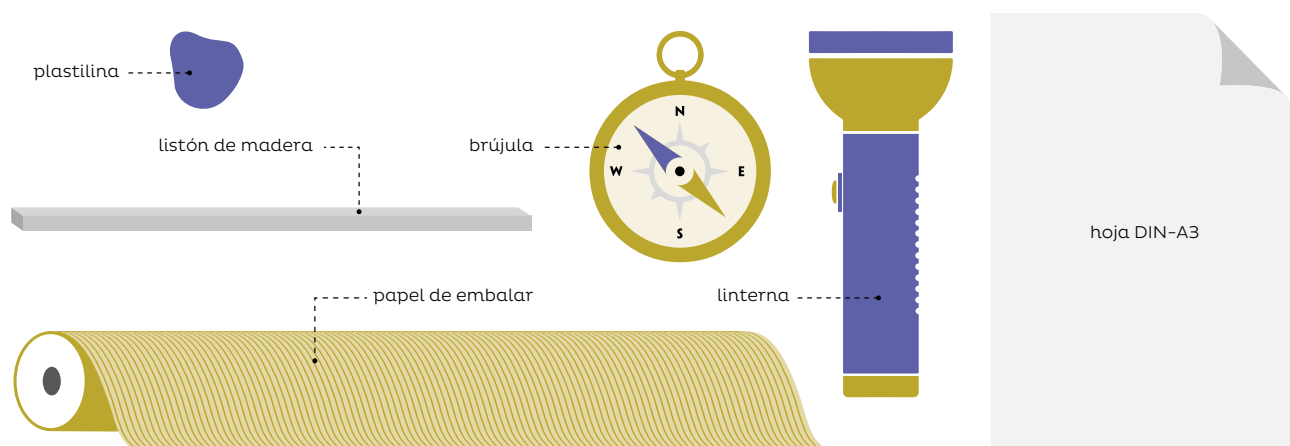 plastilina
listón de madera
brújula
N
W
E
S
hoja DIN-A3
papel de embalar
linterna